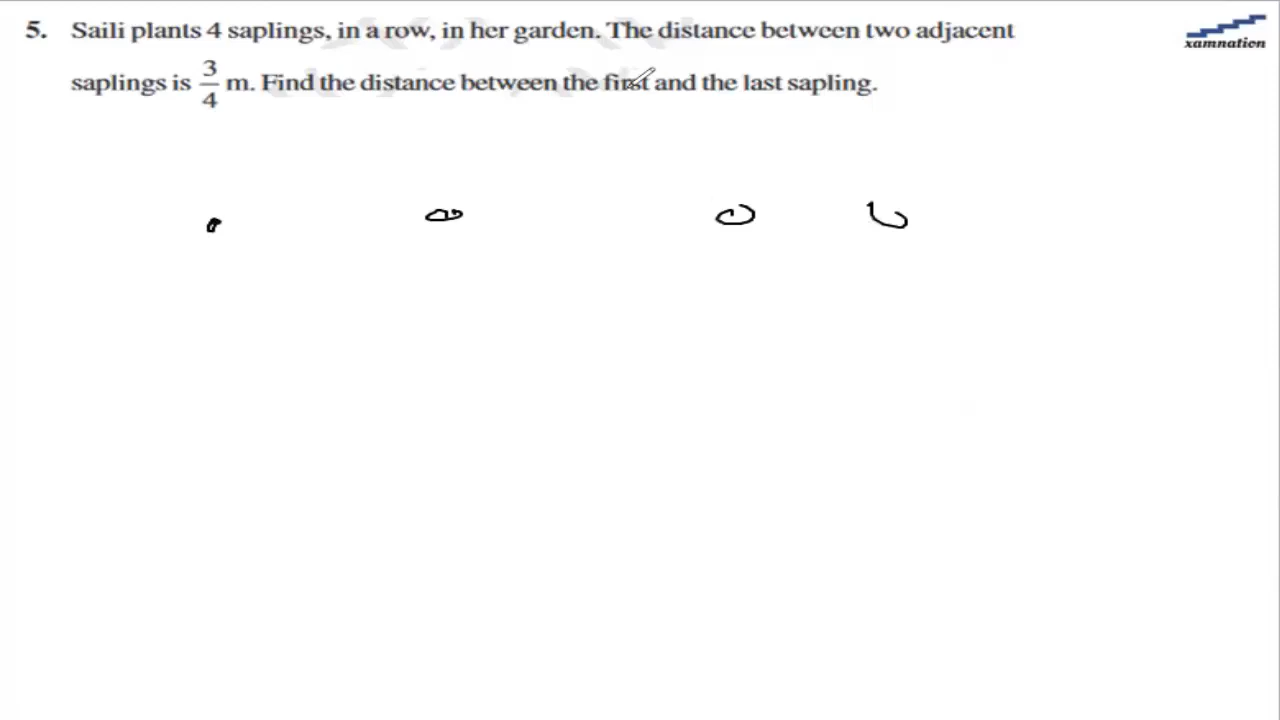 5. Saili plants 4 saplings, in a row, in her garden. The distance between two adjacent
saplings is 3/4 m. Find the distance between the first and the last sapling.
xamnation